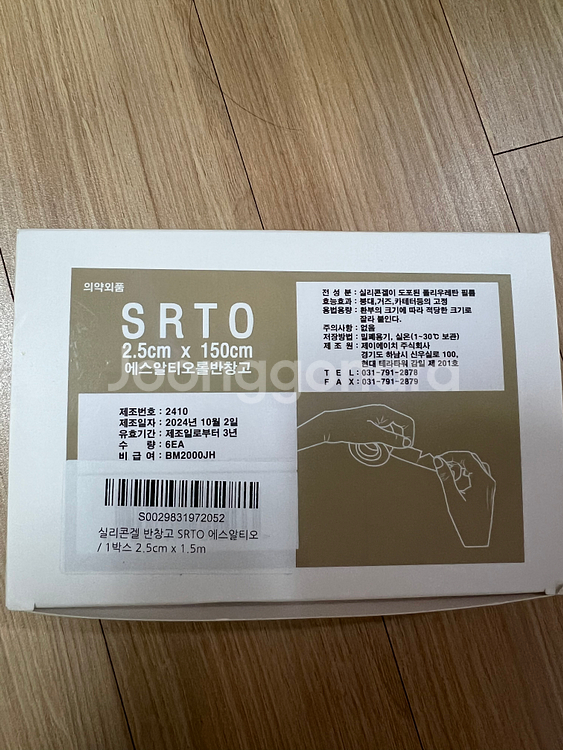 의약외품
SRTO
2.5cm x 150cm
에스알티오롤반창고
전 성 분 : 실리콘겔이 도포된 폴리우레탄 필름
효능효과 : 붕대,거즈,카테터등의 고정
용법용량 : 환부의 크기에 따라 적당한 크기로
잘라 붙인다.
주의사항 : 없음
저장방법 : 밀폐용기, 실온(1~30℃ 보관)
제 조 원 : 제이에이치 주식회사
경기도 하남시 신우실로 100,
현대 테라타워 감일 제 201호
T E L : 031-791-2878
F A X : 031-791-2879
Joonggonara
제조번호 : 2410
제조일자 : 2024년 10월 2일
유효기간 : 제조일로부터 3년
수 량 : 6EA
비 급 여 : BM2000JH
S0029831972052
실리콘겔 반창고 SRTO 에스알티오
/ 1박스 2.5cm x 1.5m